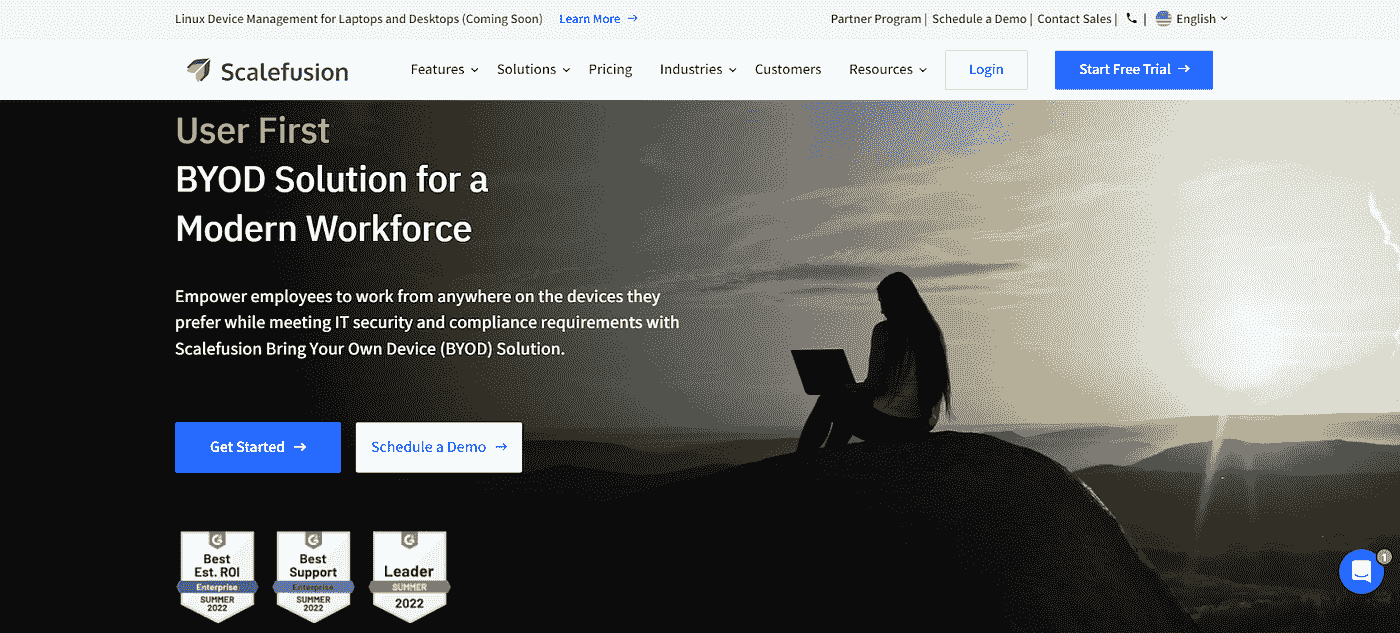 Linux Device Management for Laptops and Desktops (Coming Soon) Learn More →
Partner Program | Schedule a Demo | Contact Sales | | English
Scalefusion
Features Solutions Pricing Industries Customers Resources Login Start Free Trial →
User First
BYOD Solution for a
Modern Workforce
Empower employees to work from anywhere on the devices they
prefer while meeting IT security and compliance requirements with
Scalefusion Bring Your Own Device (BYOD) Solution.
Get Started → Schedule a Demo →
G
Best
Est. ROI
Enterprise
SUMMER
2022
G
Best
Support
Enterprise
SUMMER
2022
G
Leader
SUMMER
2022
1